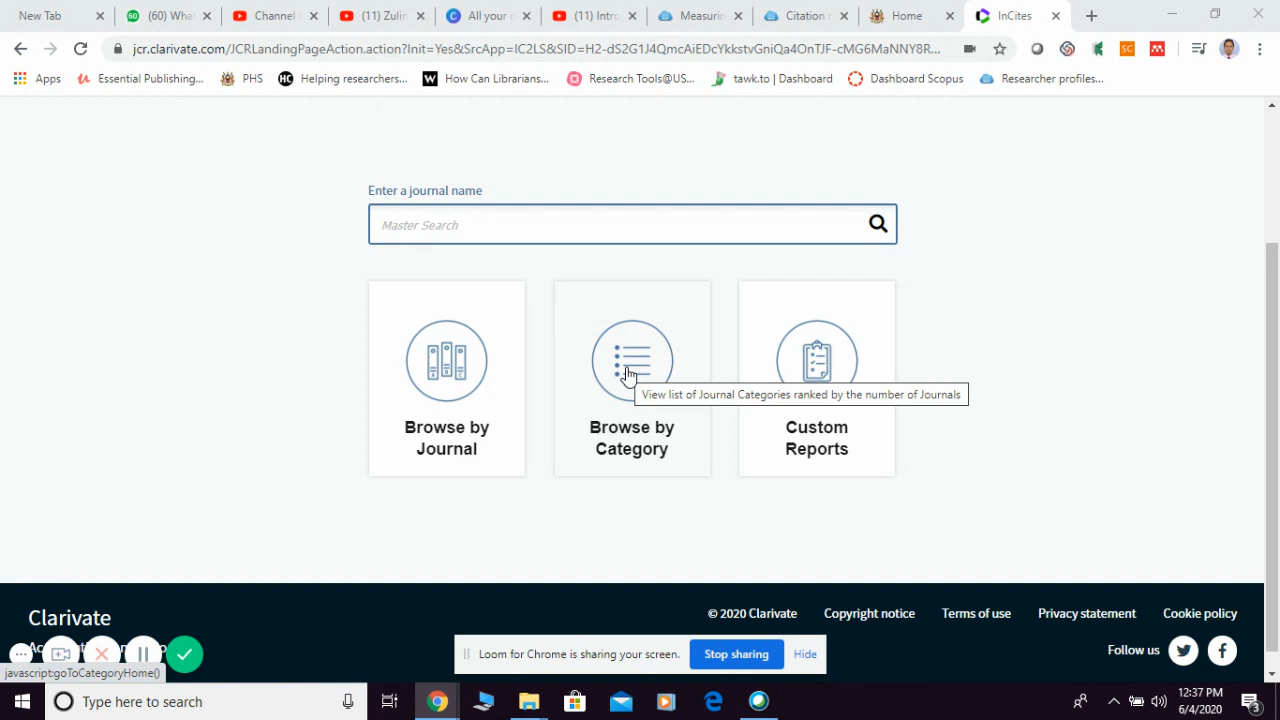 New Tab
(60) What
Channel
(11) Zulin
All your
(11) Intro
Measurin
Citation
Home
InCites
jcr.clarivate.com/JCRLandingPageAction.action?Init=Yes&SrcApp=IC2LS&SID=H2-dS2G1J4QmcAiEDcYkkstvGniQa4OnTJF-cMG6MaNNY8R...
Apps
Essential Publishing...
PHS
Helping researchers...
How Can Librarians...
Research Tools@US...
tawk.to | Dashboard
Dashboard Scopus
Researcher profiles...
Enter a journal name
Master Search
View list of Journal Categories ranked by the number of Journals
Browse by
Journal
Browse by
Category
Custom
Reports
Clarivate
© 2020 Clarivate
Copyright notice
Terms of use
Privacy statement
Cookie policy
Follow us
Loom for Chrome is sharing your screen.
Stop sharing
Hide
javascript:goToCategoryHome()
Type here to search
12:37 PM
6/4/2020
3